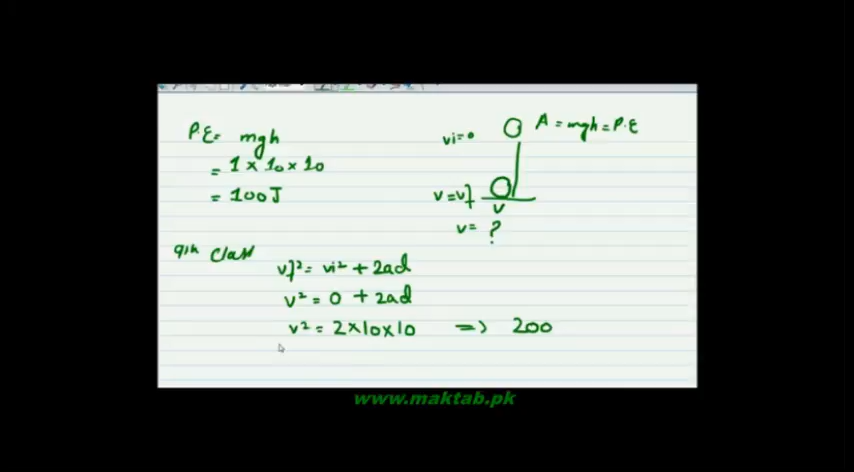 P.E = mgh
= 1 × 10 × 10
= 100J
vi = 0
A = mgh = P.E
v = vf
v
v = ?
9th Class
vf² = vi² + 2ad
v² = 0 + 2ad
v² = 2×10×10 => 200
www.maktab.pk